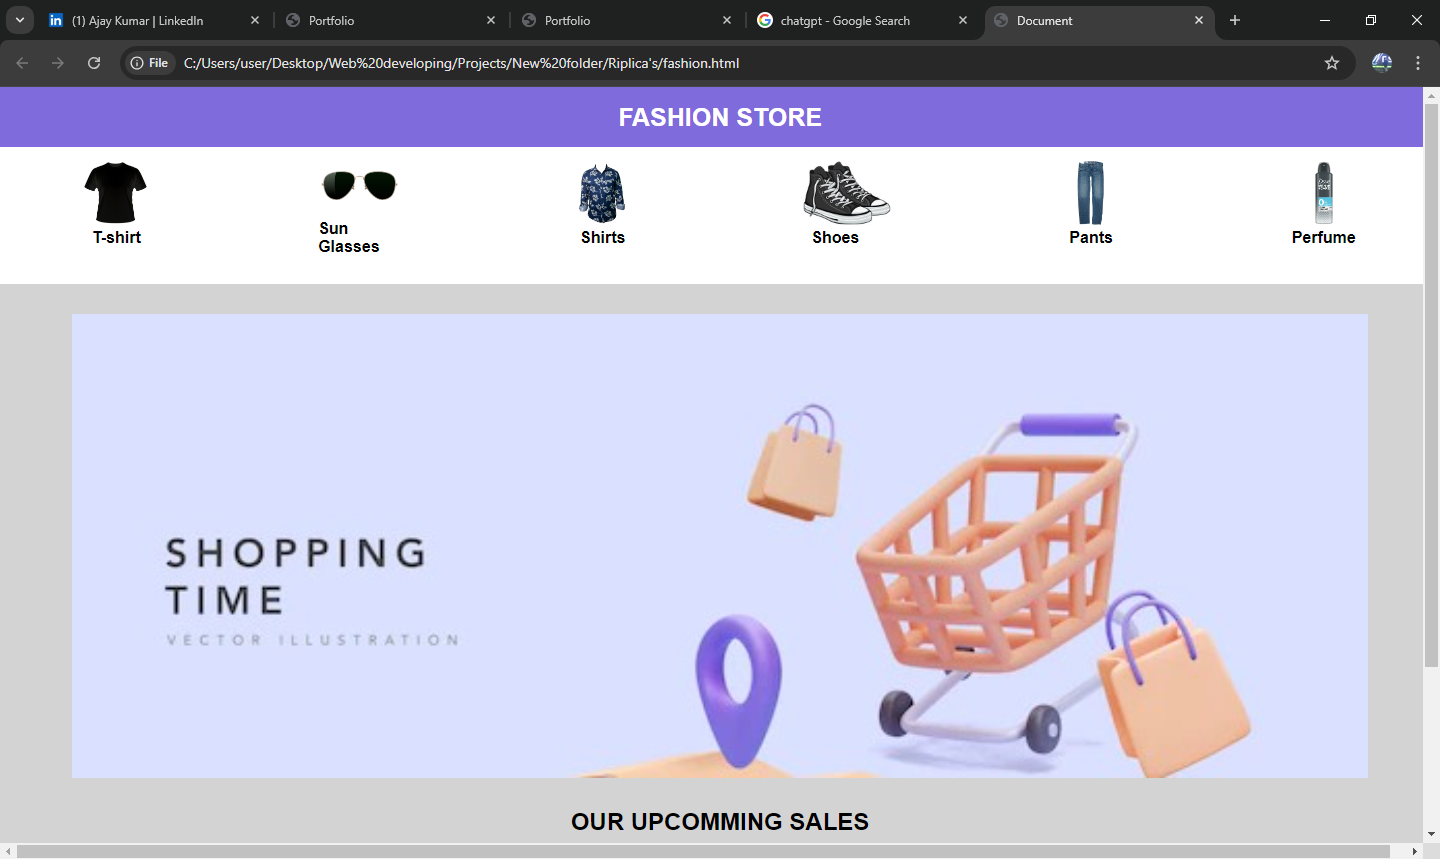 (1) Ajay Kumar | LinkedIn
Portfolio
Portfolio
chatgpt - Google Search
Document
File
C:/Users/user/Desktop/Web%20developing/Projects/New%20folder/Riplica's/fashion.html
FASHION STORE
T-shirt
Sun
Glasses
Shirts
Shoes
Pants
Perfume
SHOPPING
TIME
VECTOR ILLUSTRATION
OUR UPCOMMING SALES